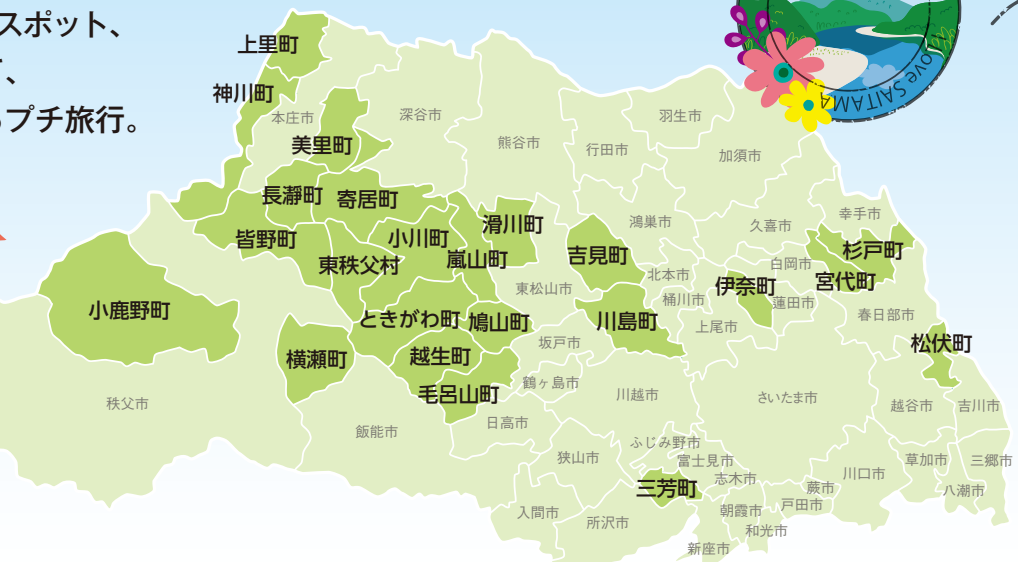 スポット、
、
プチ旅行。
Love SAITAMA
上里町
神川町
本庄市
深谷市
美里町
熊谷市
行田市
羽生市
加須市
長瀞町
寄居町
皆野町
小川町
滑川町
嵐山町
東秩父村
吉見町
鴻巣市
久喜市
幸手市
杉戸町
白岡市
宮代町
北本市
桶川市
伊奈町
蓮田市
東松山市
小鹿野町
ときがわ町
鳩山町
川島町
上尾市
春日部市
松伏町
坂戸市
横瀬町
越生町
毛呂山町
鶴ヶ島市
川越市
さいたま市
越谷市
吉川市
秩父市
飯能市
日高市
狭山市
ふじみ野市
富士見市
三芳町
志木市
川口市
草加市
三郷市
蕨市
戸田市
八潮市
入間市
所沢市
朝霞市
和光市
新座市